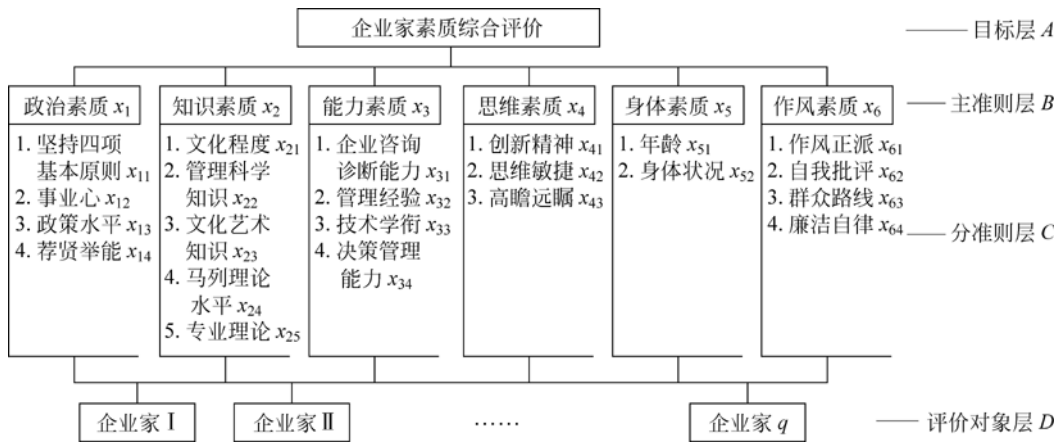 企业家素质综合评价
目标层 A
政治素质 x1
知识素质 x2
能力素质 x3
思维素质 x4
身体素质 x5
作风素质 x6
主准则层 B
1. 坚持四项
基本原则 x11
2. 事业心 x12
3. 政策水平 x13
4. 荐贤举能 x14
1. 文化程度 x21
2. 管理科学
知识 x22
3. 文化艺术
知识 x23
4. 马列理论
水平 x24
5. 专业理论 x25
1. 企业咨询
诊断能力 x31
2. 管理经验 x32
3. 技术学衔 x33
4. 决策管理
能力 x34
1. 创新精神 x41
2. 思维敏捷 x42
3. 高瞻远瞩 x43
1. 年龄 x51
2. 身体状况 x52
1. 作风正派 x61
2. 自我批评 x62
3. 群众路线 x63
4. 廉洁自律 x64
分准则层 C
企业家 Ⅰ
企业家 Ⅱ
……
企业家 q
评价对象层 D